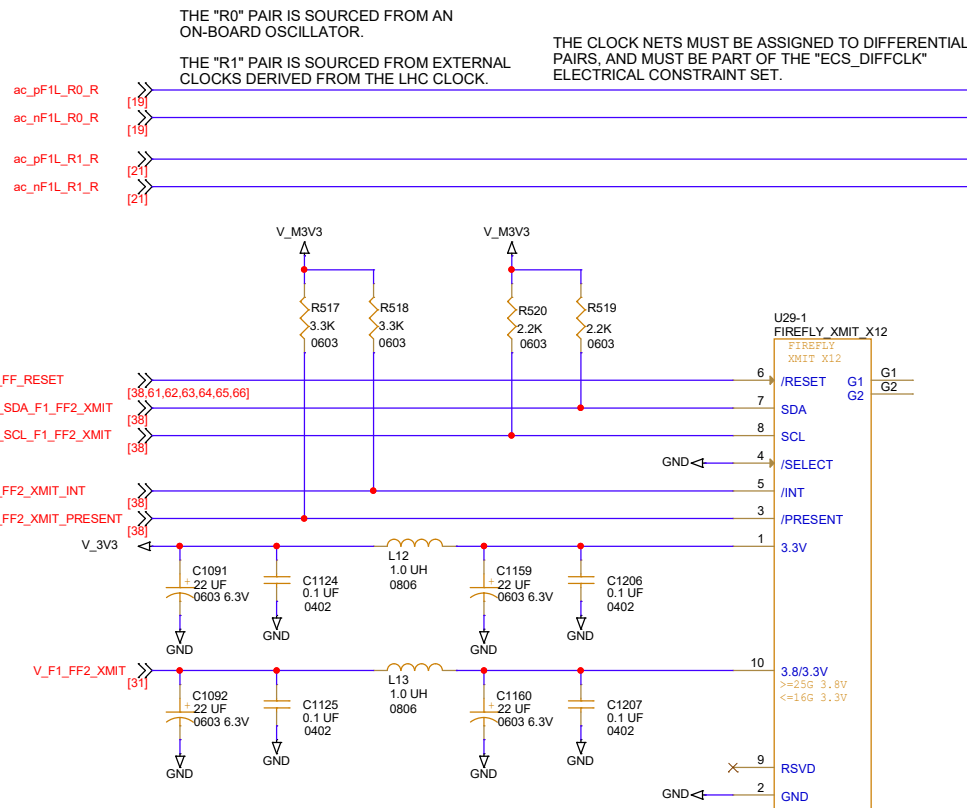 THE "R0" PAIR IS SOURCED FROM AN
ON-BOARD OSCILLATOR.
THE "R1" PAIR IS SOURCED FROM EXTERNAL
CLOCKS DERIVED FROM THE LHC CLOCK.
THE CLOCK NETS MUST BE ASSIGNED TO DIFFERENTIAL
PAIRS, AND MUST BE PART OF THE "ECS_DIFFCLK"
ELECTRICAL CONSTRAINT SET.
ac_pF1L_R0_R
[19]
ac_nF1L_R0_R
[19]
ac_pF1L_R1_R
[21]
ac_nF1L_R1_R
[21]
V_M3V3
V_M3V3
R517
3.3K
0603
R518
3.3K
0603
R520
2.2K
0603
R519
2.2K
0603
U29-1
FIREFLY_XMIT_X12
FIREFLY
XMIT X12
_FF_RESET
[38,61,62,63,64,65,66]
6
/RESET
G1
G1
G2
G2
_SDA_F1_FF2_XMIT
[38]
7
SDA
_SCL_F1_FF2_XMIT
[38]
8
SCL
GND
4
/SELECT
_FF2_XMIT_INT
[38]
5
/INT
_FF2_XMIT_PRESENT
[38]
3
/PRESENT
V_3V3
1
3.3V
C1091
22 UF
0603 6.3V
GND
C1124
0.1 UF
0402
GND
L12
1.0 UH
0806
C1159
22 UF
0603 6.3V
GND
C1206
0.1 UF
0402
GND
V_F1_FF2_XMIT
[31]
10
3.8/3.3V
>=25G 3.8V
<=16G 3.3V
C1092
22 UF
0603 6.3V
GND
C1125
0.1 UF
0402
GND
L13
1.0 UH
0806
C1160
22 UF
0603 6.3V
GND
C1207
0.1 UF
0402
GND
9
RSVD
GND
2
GND